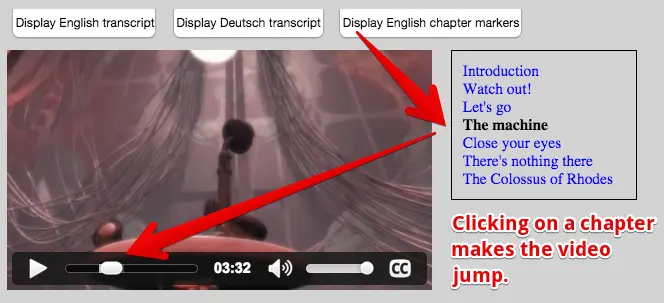 Display English transcript
Display Deutsch transcript
Display English chapter markers
Introduction
Watch out!
Let's go
The machine
Close your eyes
There's nothing there
The Colossus of Rhodes
03:32
CC
Clicking on a chapter
makes the video
jump.